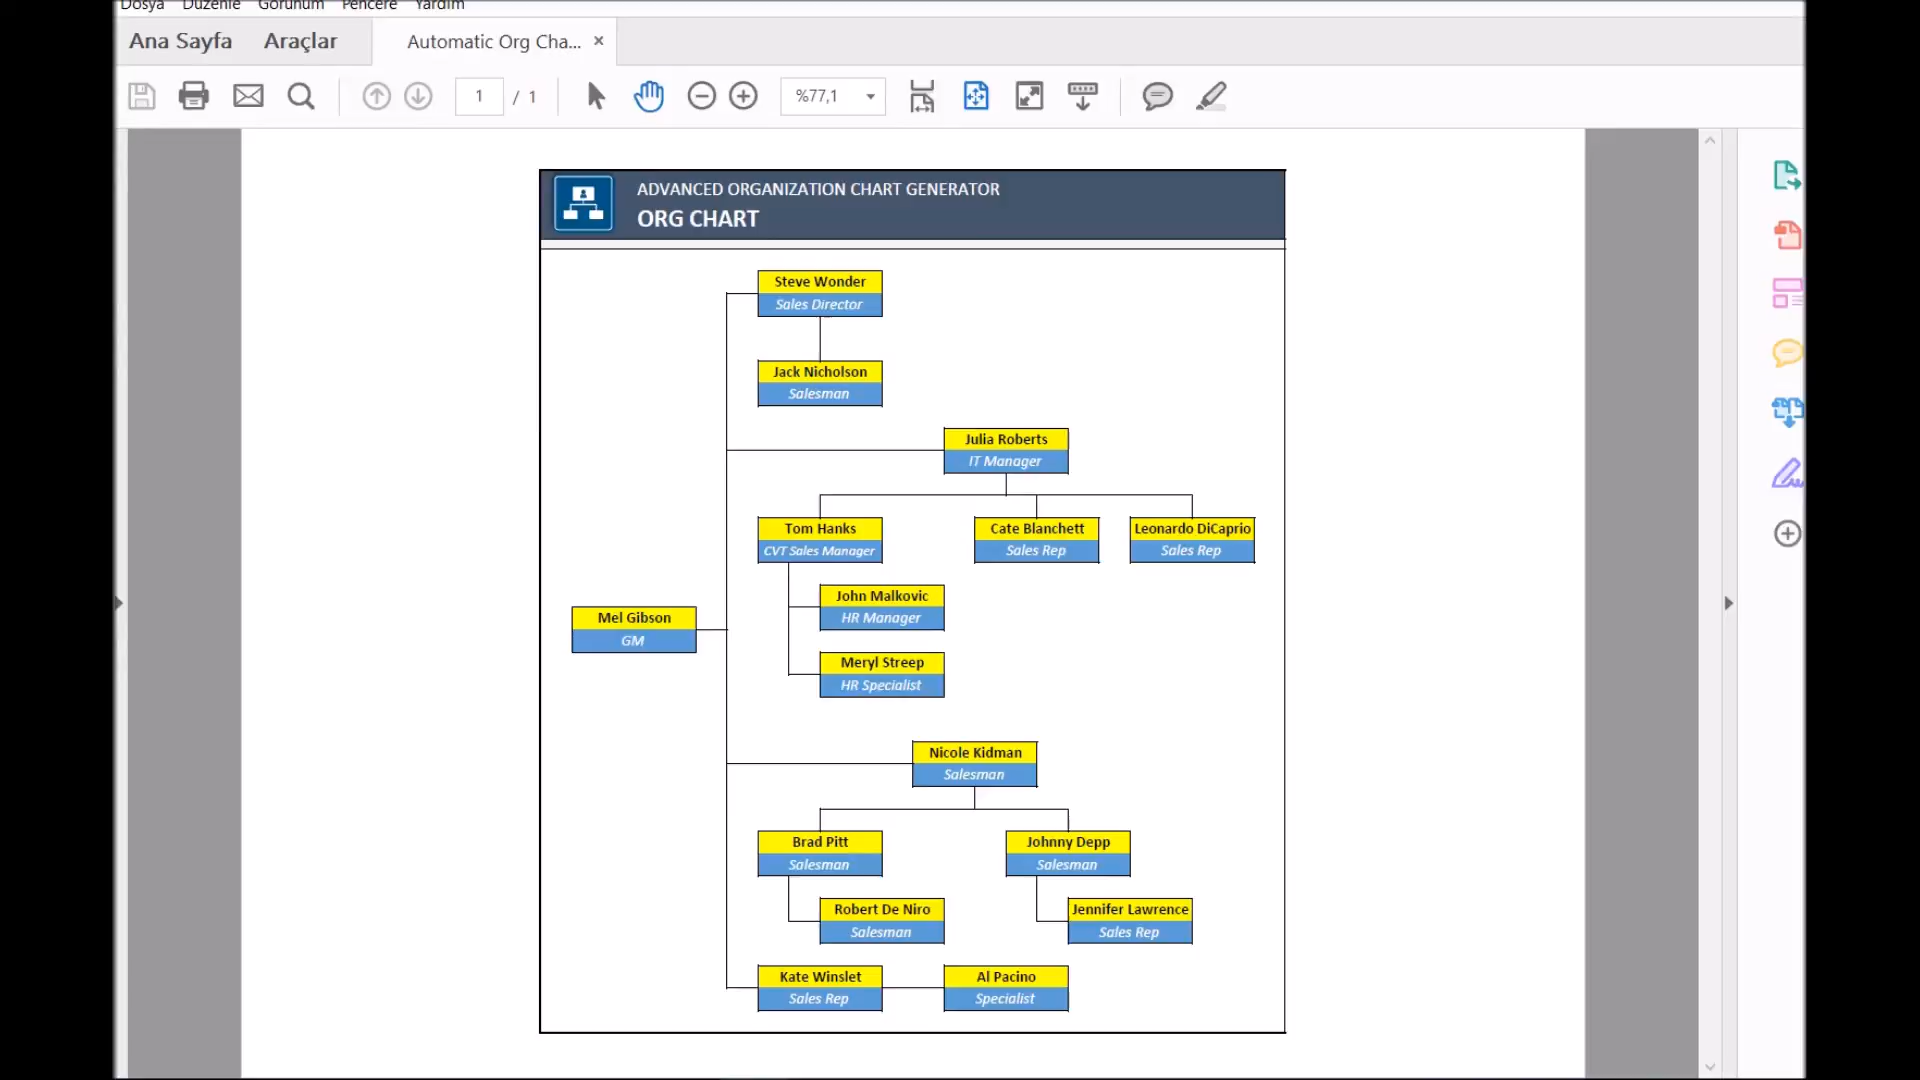 Dosya Düzenle Görünüm Pencere Yardım
Ana Sayfa Araçlar Automatic Org Cha... ×
1 / 1 %77,1
ADVANCED ORGANIZATION CHART GENERATOR
ORG CHART
Steve Wonder
Sales Director
Jack Nicholson
Salesman
Julia Roberts
IT Manager
Tom Hanks
CVT Sales Manager
Cate Blanchett
Sales Rep
Leonardo DiCaprio
Sales Rep
John Malkovic
HR Manager
Mel Gibson
GM
Meryl Streep
HR Specialist
Nicole Kidman
Salesman
Brad Pitt
Salesman
Johnny Depp
Salesman
Robert De Niro
Salesman
Jennifer Lawrence
Sales Rep
Kate Winslet
Sales Rep
Al Pacino
Specialist